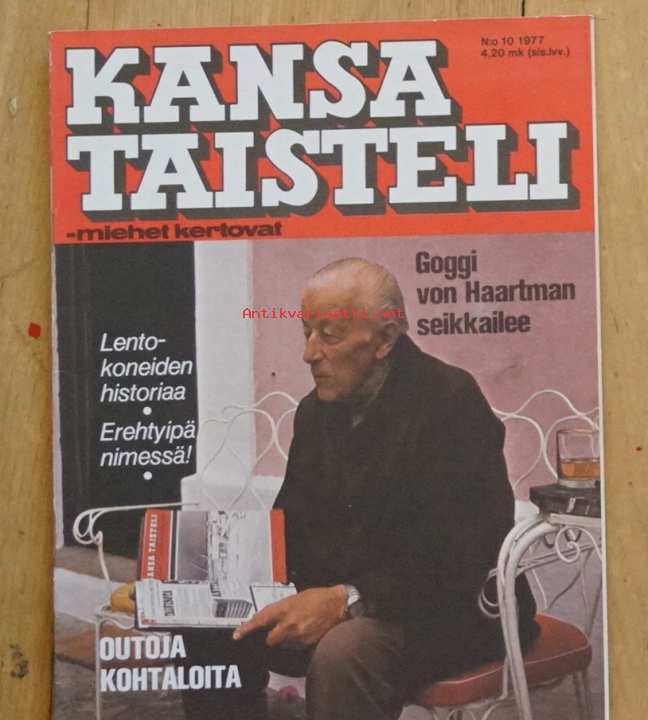 N:o 10 1977
4,20 mk (sis.lvv.)
KANSA
TAISTELI
-miehet kertovat
Goggi
von Haartman
seikkailee
Antikvariaatti.net
Lento-
koneiden
historiaa
•
Erehtyipä
nimessä!
•
KANSA TAISTELI
OUTOJA
KOHTALOITA